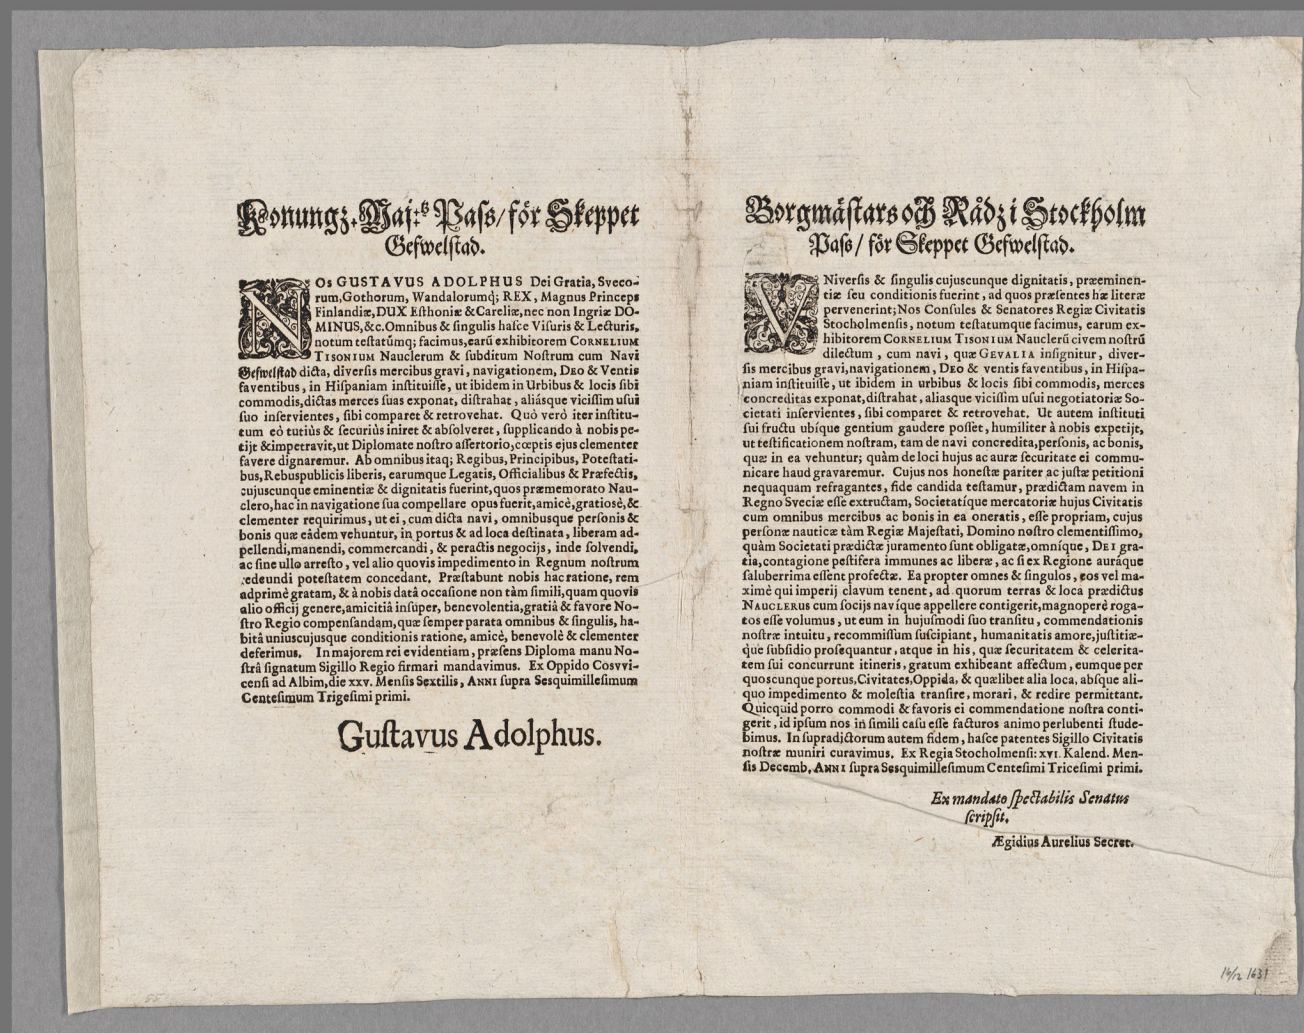 Konungz. Maj:tz Paſs/ för Skeppet
Gefwelſtad.
NOs GUSTAVUS ADOLPHUS Dei Gratia, Sveco-
rum, Gothorum, Wandalorumq́; REX, Magnus Princeps
Finlandiæ, DUX Eſthoniæ & Careliæ, nec non Ingriæ DO-
MINUS, &c. Omnibus & ſingulis haſce Viſuris & Lecturis,
notum teſtatũmq; facimus, earũ exhibitorem CORNELIUM
TISONIUM Nauclerum & ſubditum Noſtrum cum Navi
Gefwelſtad dicta, diverſis mercibus gravi, navigationem, DEO & Ventis
faventibus, in Hiſpaniam inſtituiſſe, ut ibidem in Urbibus & locis ſibi
commodis, dictas merces ſuas exponat, diſtrahat, aliásque viciſſim uſui
ſuo inſervientes, ſibi comparet & retrovehat. Quò verò iter inſtitu-
tum eò tutiùs & ſecuriùs iniret & abſolveret, ſupplicando à nobis pe-
tijt & impetravit, ut Diplomate noſtro aſſertorio, cœptis ejus clementer
favere dignaremur. Ab omnibus itaq; Regibus, Principibus, Poteſtati-
bus, Rebuspublicis liberis, earumque Legatis, Officialibus & Præfectis,
cujuscunque eminentiæ & dignitatis fuerint, quos præmemorato Nau-
clero, hac in navigatione ſua compellare opus fuerit, amicè, gratiosè, &
clementer requirimus, ut ei, cum dicta navi, omnibusque perſonis &
bonis quæ eâdem vehuntur, in portus & ad loca deſtinata, liberam ad-
pellendi, manendi, commercandi, & peractis negocijs, inde ſolvendi,
ac ſine ullo arreſto, vel alio quovis impedimento in Regnum noſtrum
redeundi poteſtatem concedant. Præſtabunt nobis hac ratione, rem
adprimè gratam, & à nobis datâ occaſione non tàm ſimili, quam quovis
alio officij genere, amicitiâ inſuper, benevolentia, gratiâ & favore No-
ſtro Regio compenſandam, quæ ſemper parata omnibus & ſingulis, ha-
bitâ uniuscujusque conditionis ratione, amicè, benevolè & clementer
deferimus. In majorem rei evidentiam, præſens Diploma manu No-
ſtrâ ſignatum Sigillo Regio firmari mandavimus. Ex Oppido Cosvvi-
cenſi ad Albim, die XXV. Menſis Sextilis, ANNI ſupra Sesquimilleſimum
Centeſimum Trigeſimi primi.
Guſtavus Adolphus.
Borgmäſtars och Rådz i Stockholm
Paſs/ för Skeppet Gefwelſtad.
VNiverſis & ſingulis cujuscunque dignitatis, præeminen-
tiæ ſeu conditionis fuerint, ad quos præſentes hæ literæ
pervenerint; Nos Conſules & Senatores Regiæ Civitatis
Stocholmenſis, notum teſtatumque facimus, earum ex-
hibitorem CORNELIUM TISONIUM Nauclerũ civem noſtrũ
dilectum, cum navi, quæ GEVALIA inſignitur, diver-
ſis mercibus gravi, navigationem, DEO & ventis faventibus, in Hiſpa-
niam inſtituiſſe, ut ibidem in urbibus & locis ſibi commodis, merces
concreditas exponat, diſtrahat, aliasque viciſſim uſui negotiatoriæ So-
cietati inſervientes, ſibi comparet & retrovehat. Ut autem inſtituti
ſui fructu ubíque gentium gaudere poſſet, humiliter à nobis expetijt,
ut teſtificationem noſtram, tam de navi concredita, perſonis, ac bonis,
quæ in ea vehuntur; quàm de loci hujus ac auræ ſecuritate ei commu-
nicare haud gravaremur. Cujus nos honeſtæ pariter ac juſtæ petitioni
nequaquam refragantes, fide candida teſtamur, prædictam navem in
Regno Sveciæ eſſe extructam, Societatíſque mercatoriæ hujus Civitatis
cum omnibus mercibus ac bonis in ea oneratis, eſſe propriam, cujus
perſonæ nauticæ tàm Regiæ Majeſtati, Domino noſtro clementiſſimo,
quàm Societati prædictæ juramento ſunt obligatæ, omníque, DEI gra-
tia, contagione peſtifera immunes ac liberæ, ac ſi ex Regione auráque
ſaluberrima eſſent profectæ. Ea propter omnes & ſingulos, eos vel ma-
ximè qui imperij clavum tenent, ad quorum terras & loca prædictus
NAUCLERUS cum ſocijs navíque appellere contigerit, magnoperè roga-
tos eſſe volumus, ut eum in hujuſmodi ſuo tranſitu, commendationis
noſtræ intuitu, recommiſſum ſuſcipiant, humanitatis amore, juſtitiæ-
que ſubſidio proſequantur, atque in his, quæ ſecuritatem & celerita-
tem ſui concurrunt itineris, gratum exhibeant affectum, eumque per
quoscunque portus, Civitates, Oppida, & quælibet alia loca, absque ali-
quo impedimento & moleſtia tranſire, morari, & redire permittant.
Quicquid porro commodi & favoris ei commendatione noſtra conti-
gerit, id ipſum nos in ſimili caſu eſſe facturos animo perlubenti ſtude-
bimus. In ſupradictorum autem fidem, haſce patentes Sigillo Civitatis
noſtræ muniri curavimus. Ex Regia Stocholmenſi: XVI. Kalend. Men-
ſis Decemb, ANNI ſupra Sesquimilleſimum Centeſimi Triceſimi primi.
Ex mandato ſpectabilis Senatus
ſcripſit.
Ægidius Aurelius Secret.
16/12 1631
55